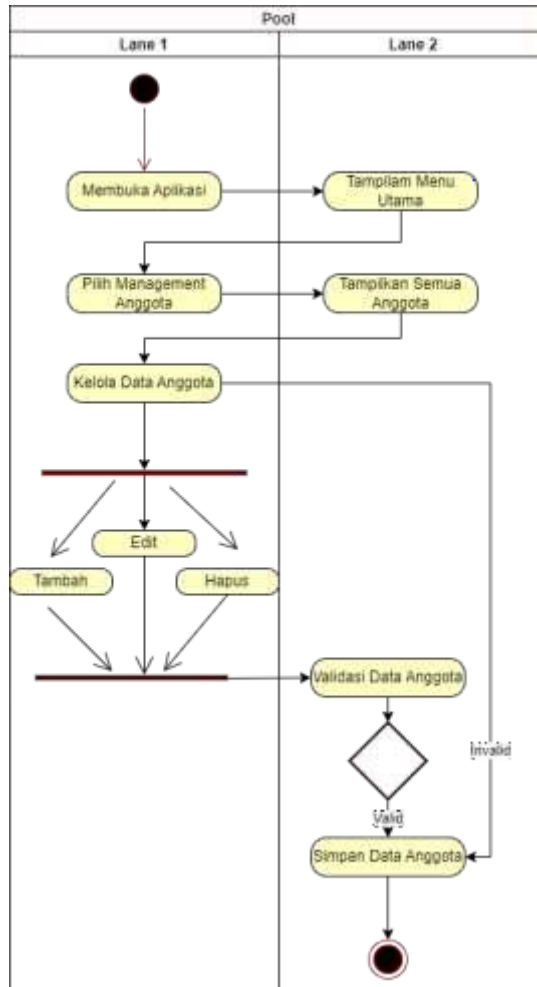 Pool
Lane 1
Lane 2
Membuka Aplikasi
Tampilam Menu
Utama
Pilih Management
Anggota
Tampilkan Semua
Anggota
Kelola Data Anggota
Edit
Tambah
Hapus
Validasi Data Anggota
Invalid
Valid
Simpan Data Anggota